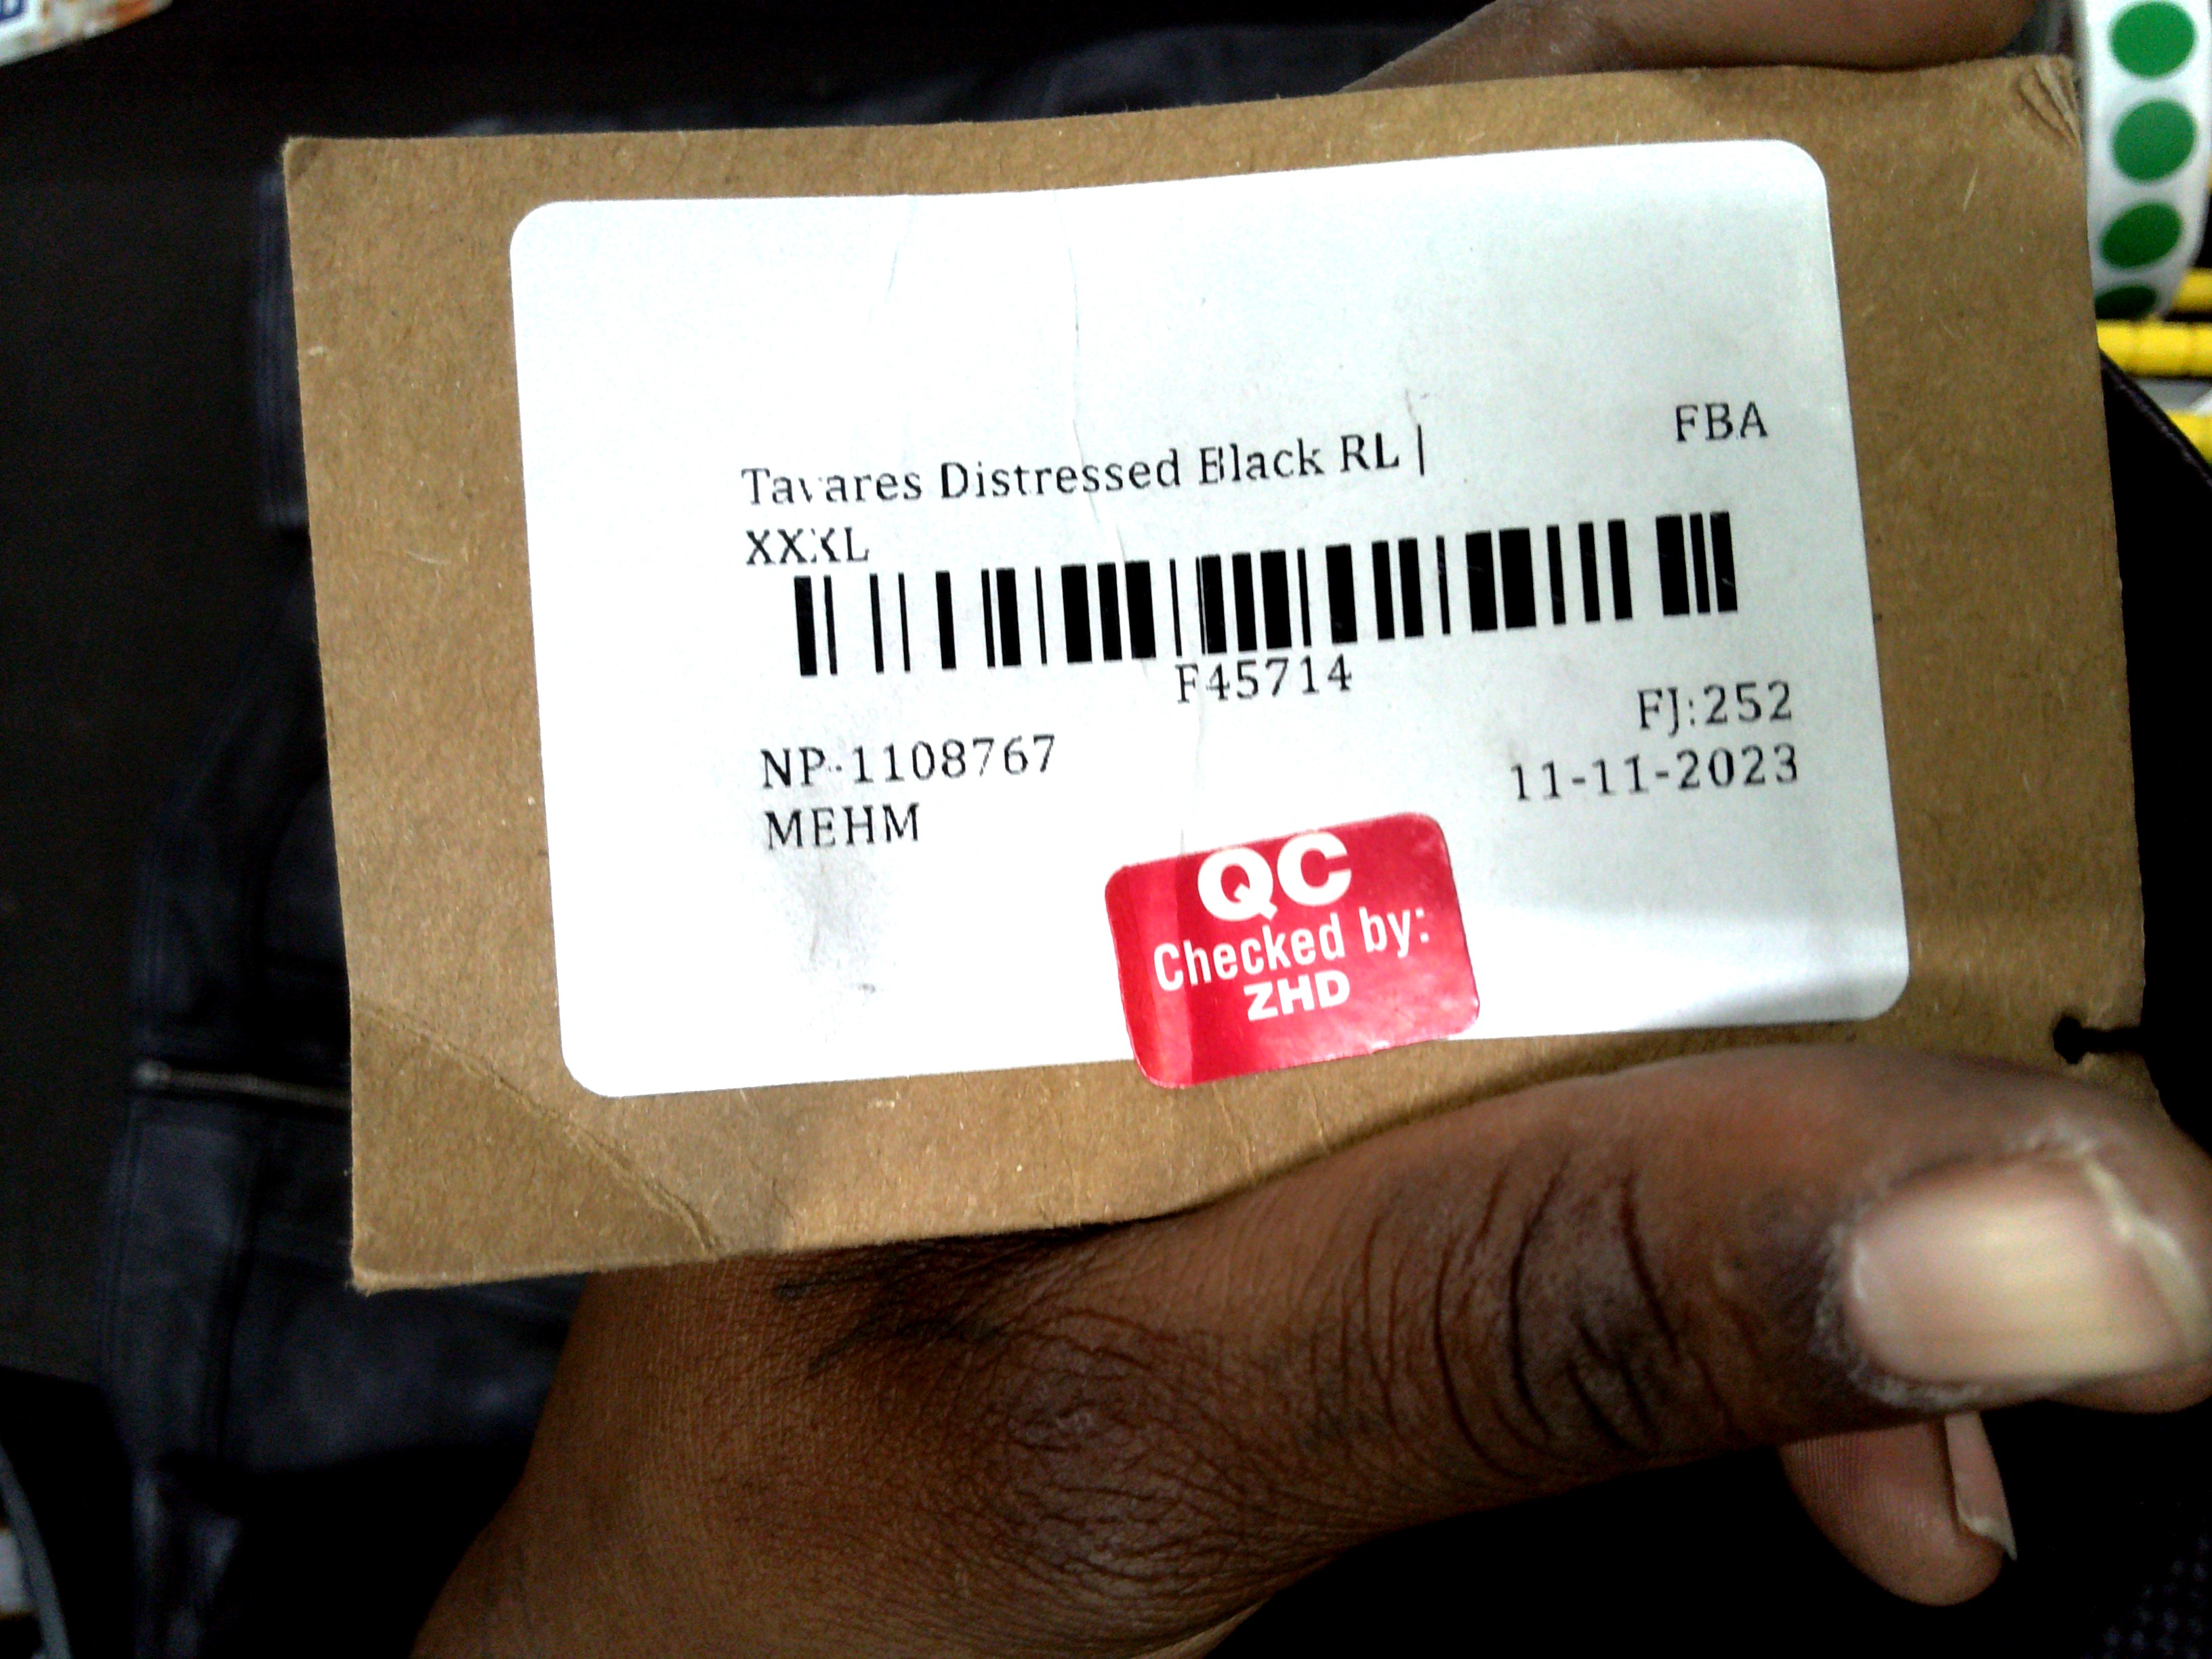 Tavares Distressed Black RL |
FBA
XXXL
F45714
FJ:252
NP-1108767
11-11-2023
MEHM
QC
Checked by:
ZHD